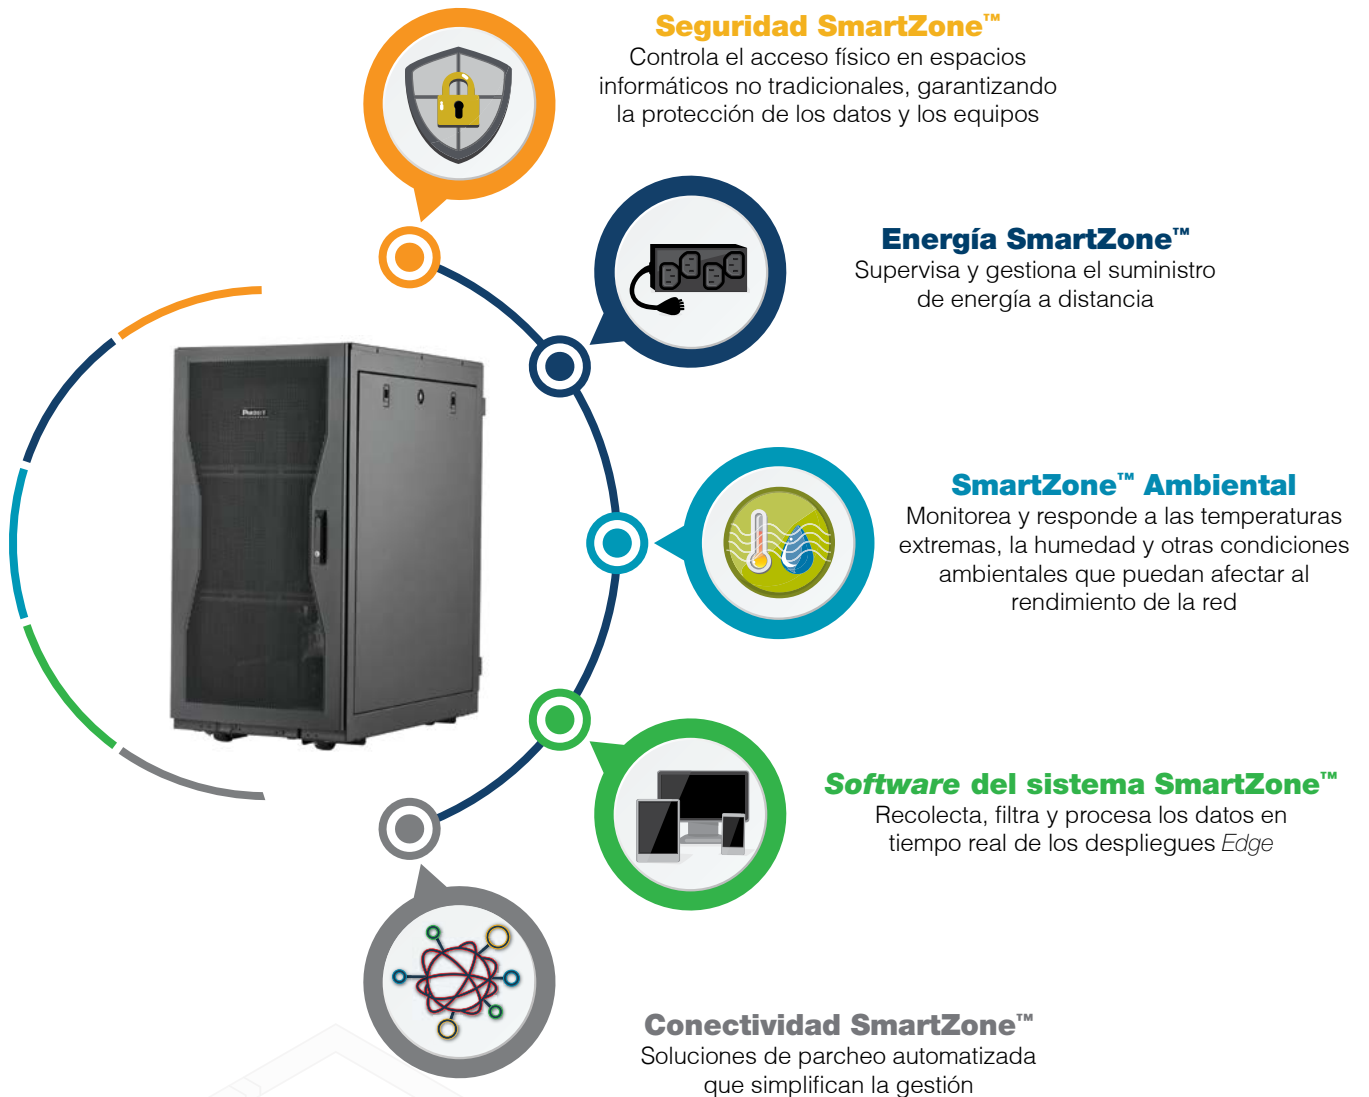 Seguridad SmartZone™
Controla el acceso físico en espacios
informáticos no tradicionales, garantizando
la protección de los datos y los equipos
Energía SmartZone™
Supervisa y gestiona el suministro
de energía a distancia
SmartZone™ Ambiental
Monitorea y responde a las temperaturas
extremas, la humedad y otras condiciones
ambientales que puedan afectar al
rendimiento de la red
Software del sistema SmartZone™
Recolecta, filtra y procesa los datos en
tiempo real de los despliegues Edge
Conectividad SmartZone™
Soluciones de parcheo automatizada
que simplifican la gestión